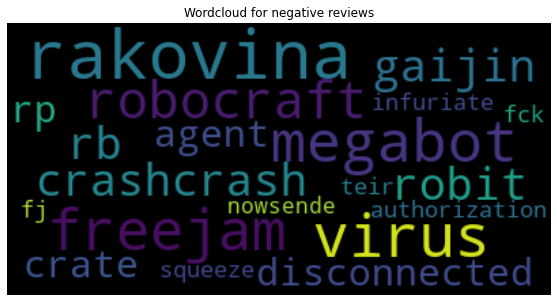 Wordcloud for negative reviews
rakovina gaijin
rp robocraft infuriate fck
rb agent megabot
crashcrash teir robit
fj nowsende authorization
freejam virus
crate squeeze disconnected